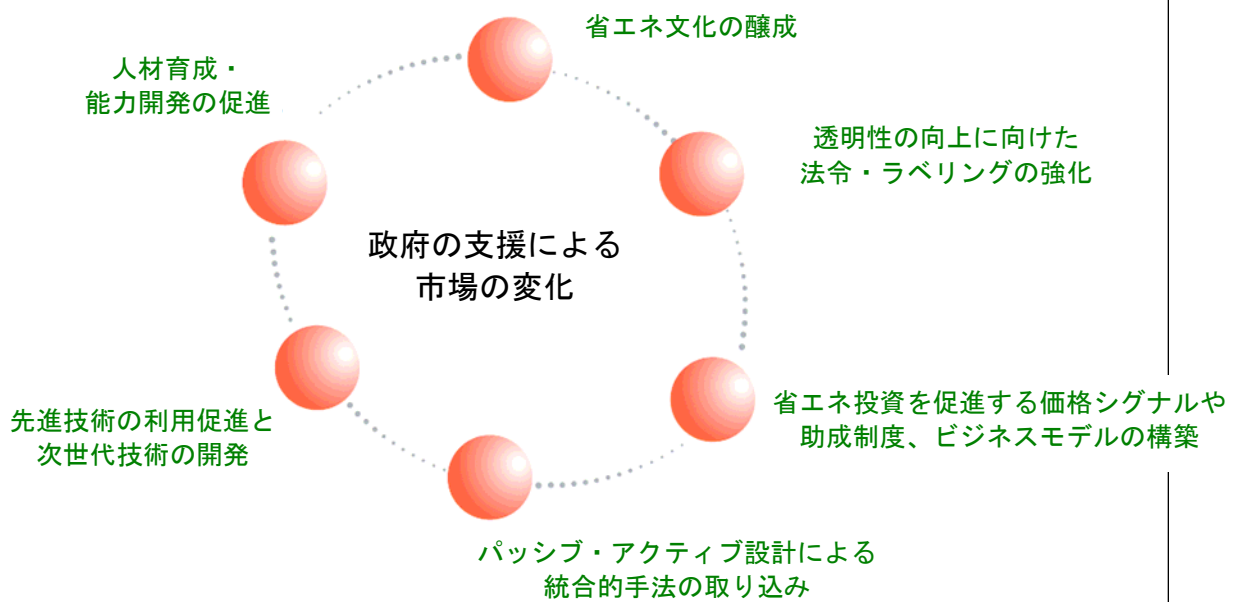 省エネ文化の醸成
人材育成・
能力開発の促進
透明性の向上に向けた
法令・ラベリングの強化
政府の支援による
市場の変化
省エネ投資を促進する価格シグナルや
助成制度、ビジネスモデルの構築
先進技術の利用促進と
次世代技術の開発
パッシブ・アクティブ設計による
統合的手法の取り込み